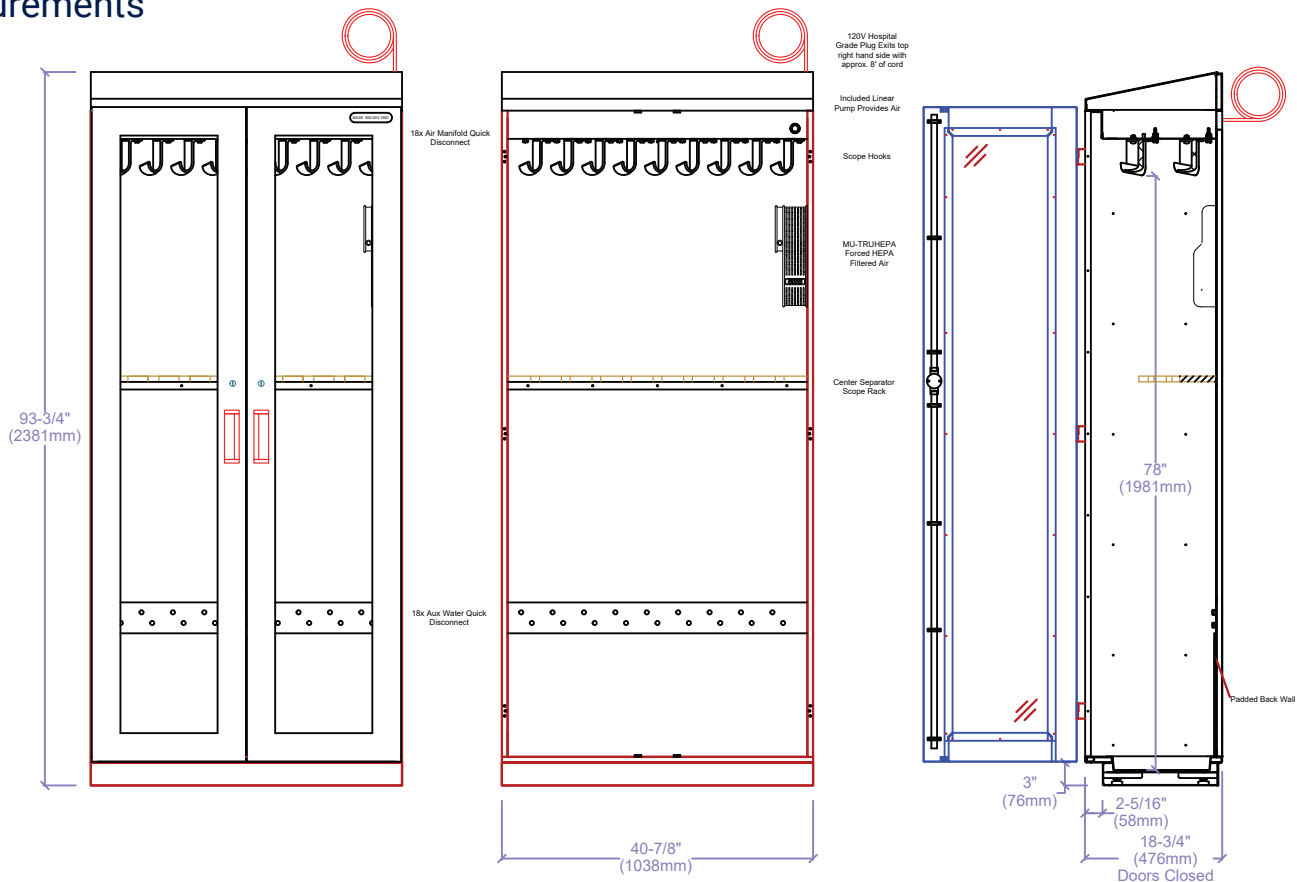 urements
120V Hospital
Grade Plug Exits top
right hand side with
approx. 8' of cord
Included Linear
Pump Provides Air
18x Air Manifold Quick
Disconnect
Scope Hooks
MU-TRUHEPA
Forced HEPA
Filtered Air
Center Separator
Scope Rack
93-3/4"
(2381mm)
78"
(1981mm)
18x Aux Water Quick
Disconnect
Padded Back Wall
3"
(76mm)
2-5/16"
(58mm)
40-7/8"
(1038mm)
18-3/4"
(476mm)
Doors Closed